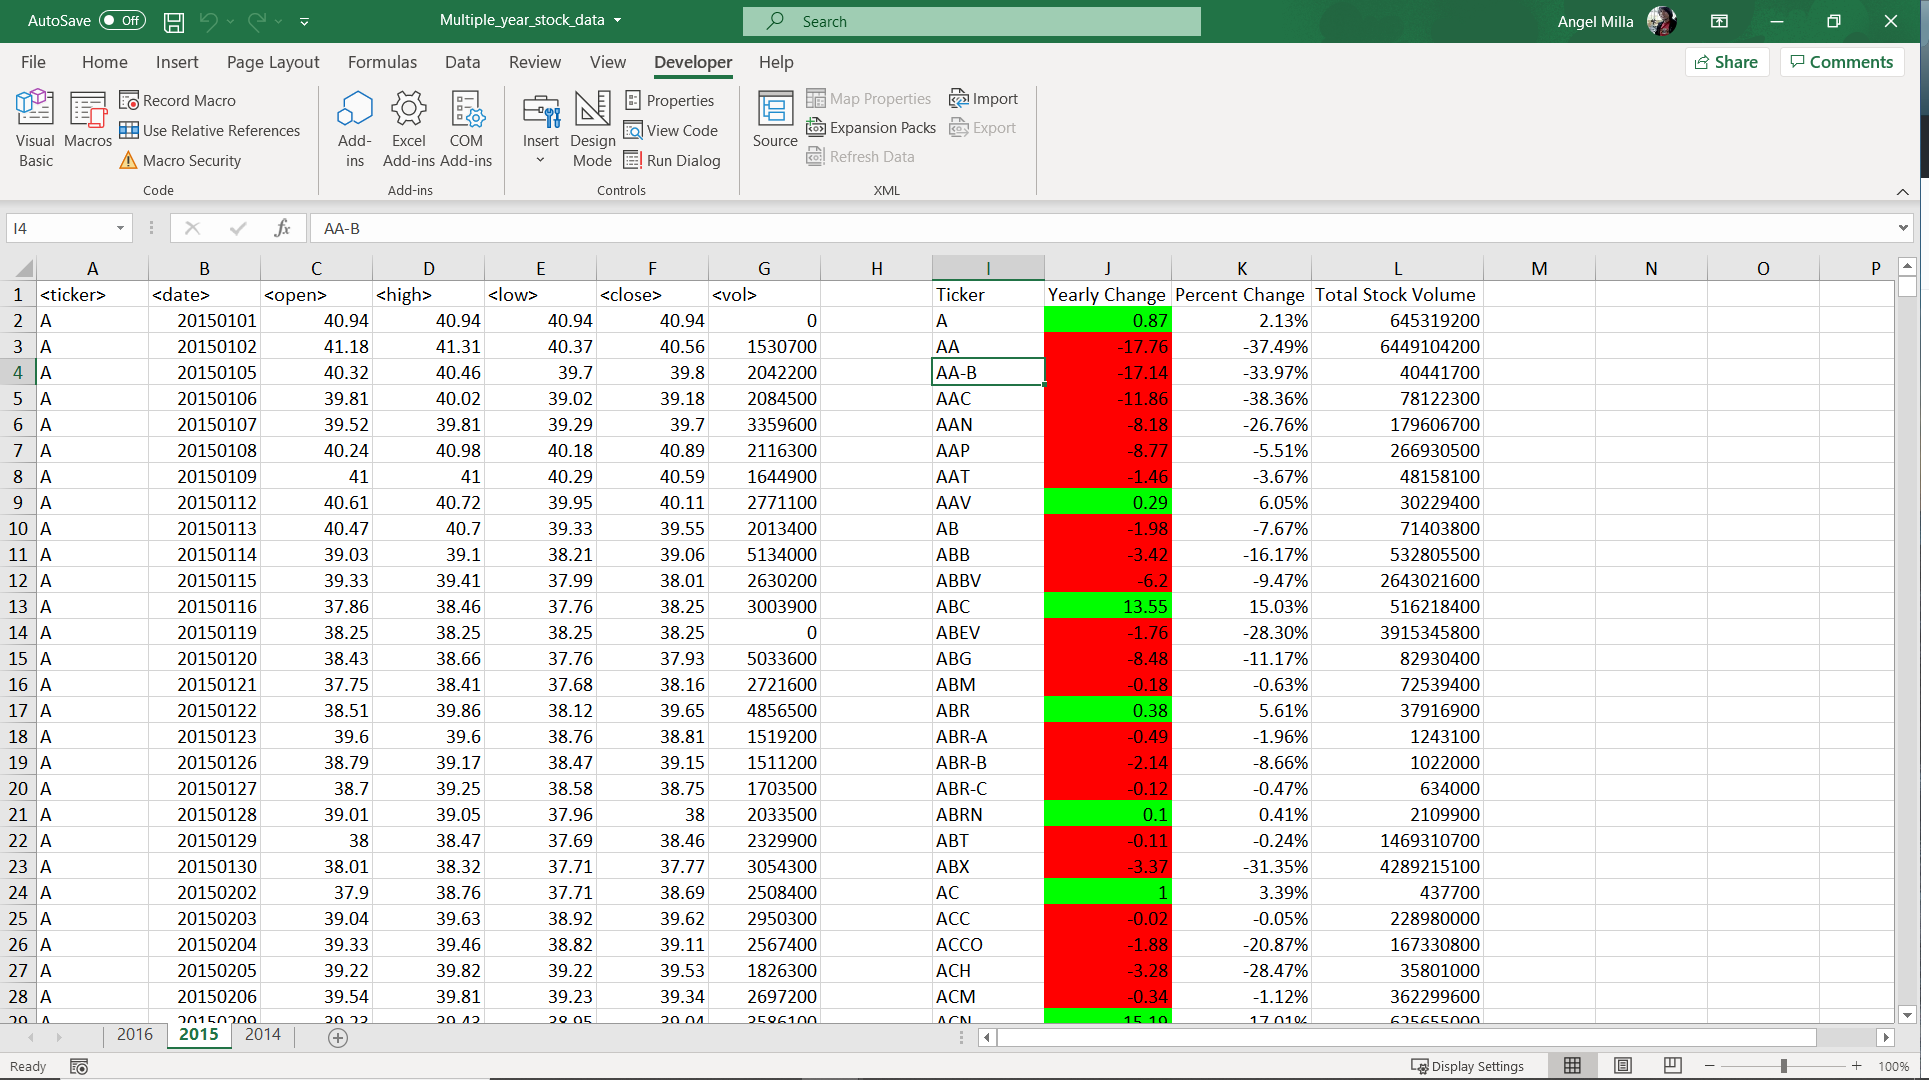 AutoSave Off Multiple_year_stock_data Search Angel Milla
File Home Insert Page Layout Formulas Data Review View Developer Help Share Comments
Visual Basic Macros Record Macro Use Relative References Macro Security Code
Add-ins Excel Add-ins COM Add-ins Add-ins
Insert Design Mode Properties View Code Run Dialog Controls
Source Map Properties Expansion Packs Refresh Data Import Export XML
I4 fx AA-B
A B C D E F G H I J K L M N O P
1 <ticker> <date> <open> <high> <low> <close> <vol> Ticker Yearly Change Percent Change Total Stock Volume
2 A 20150101 40.94 40.94 40.94 40.94 0 A 0.87 2.13% 645319200
3 A 20150102 41.18 41.31 40.37 40.56 1530700 AA -17.76 -37.49% 6449104200
4 A 20150105 40.32 40.46 39.7 39.8 2042200 AA-B -17.14 -33.97% 40441700
5 A 20150106 39.81 40.02 39.02 39.18 2084500 AAC -11.86 -38.36% 78122300
6 A 20150107 39.52 39.81 39.29 39.7 3359600 AAN -8.18 -26.76% 179606700
7 A 20150108 40.24 40.98 40.18 40.89 2116300 AAP -8.77 -5.51% 266930500
8 A 20150109 41 41 40.29 40.59 1644900 AAT -1.46 -3.67% 48158100
9 A 20150112 40.61 40.72 39.95 40.11 2771100 AAV 0.29 6.05% 30229400
10 A 20150113 40.47 40.7 39.33 39.55 2013400 AB -1.98 -7.67% 71403800
11 A 20150114 39.03 39.1 38.21 39.06 5134000 ABB -3.42 -16.17% 532805500
12 A 20150115 39.33 39.41 37.99 38.01 2630200 ABBV -6.2 -9.47% 2643021600
13 A 20150116 37.86 38.46 37.76 38.25 3003900 ABC 13.55 15.03% 516218400
14 A 20150119 38.25 38.25 38.25 38.25 0 ABEV -1.76 -28.30% 3915345800
15 A 20150120 38.43 38.66 37.76 37.93 5033600 ABG -8.48 -11.17% 82930400
16 A 20150121 37.75 38.41 37.68 38.16 2721600 ABM -0.18 -0.63% 72539400
17 A 20150122 38.51 39.86 38.12 39.65 4856500 ABR 0.38 5.61% 37916900
18 A 20150123 39.6 39.6 38.76 38.81 1519200 ABR-A -0.49 -1.96% 1243100
19 A 20150126 38.79 39.17 38.47 39.15 1511200 ABR-B -2.14 -8.66% 1022000
20 A 20150127 38.7 39.25 38.58 38.75 1703500 ABR-C -0.12 -0.47% 634000
21 A 20150128 39.01 39.05 37.96 38 2033500 ABRN 0.1 0.41% 2109900
22 A 20150129 38 38.47 37.69 38.46 2329900 ABT -0.11 -0.24% 1469310700
23 A 20150130 38.01 38.32 37.71 37.77 3054300 ABX -3.37 -31.35% 4289215100
24 A 20150202 37.9 38.76 37.71 38.69 2508400 AC 1 3.39% 437700
25 A 20150203 39.04 39.63 38.92 39.62 2950300 ACC -0.02 -0.05% 228980000
26 A 20150204 39.33 39.46 38.82 39.11 2567400 ACCO -1.88 -20.87% 167330800
27 A 20150205 39.22 39.82 39.22 39.53 1826300 ACH -3.28 -28.47% 35801000
28 A 20150206 39.54 39.81 39.23 39.34 2697200 ACM -0.34 -1.12% 362299600
29 A 20150209 39.23 39.43 38.95 39.04 3586100 ACN 15.19 17.01% 625655000
2016 2015 2014
Ready Display Settings 100%